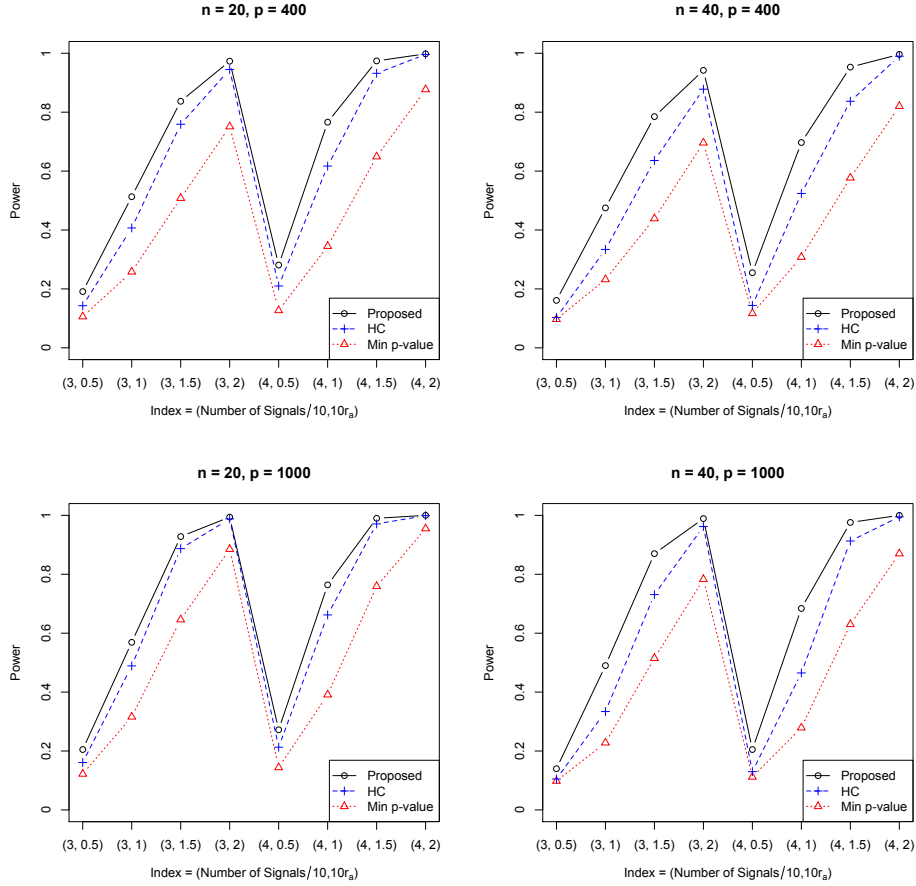 n = 20, p = 400
Power
0
0.2
0.4
0.6
0.8
1
(3, 0.5) (3, 1) (3, 1.5) (3, 2) (4, 0.5) (4, 1) (4, 1.5) (4, 2)
Index = (Number of Signals/10,10rₐ)
Proposed
HC
Min p-value
n = 40, p = 400
Power
0
0.2
0.4
0.6
0.8
1
(3, 0.5) (3, 1) (3, 1.5) (3, 2) (4, 0.5) (4, 1) (4, 1.5) (4, 2)
Index = (Number of Signals/10,10rₐ)
Proposed
HC
Min p-value
n = 20, p = 1000
Power
0
0.2
0.4
0.6
0.8
1
(3, 0.5) (3, 1) (3, 1.5) (3, 2) (4, 0.5) (4, 1) (4, 1.5) (4, 2)
Index = (Number of Signals/10,10rₐ)
Proposed
HC
Min p-value
n = 40, p = 1000
Power
0
0.2
0.4
0.6
0.8
1
(3, 0.5) (3, 1) (3, 1.5) (3, 2) (4, 0.5) (4, 1) (4, 1.5) (4, 2)
Index = (Number of Signals/10,10rₐ)
Proposed
HC
Min p-value